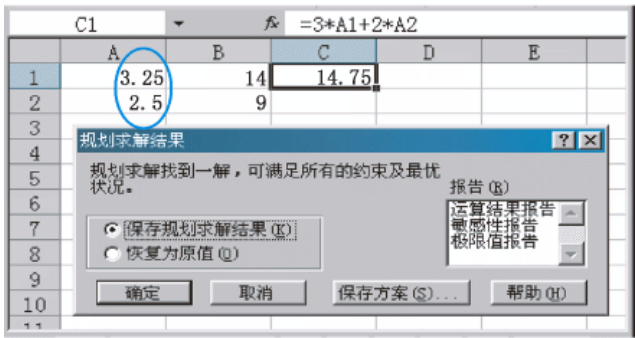 C1 fx =3*A1+2*A2
A B C D E
1 3.25 14 14.75
2 2.5 9
3
4
5
6
7
8
9
10
11
规划求解结果 ? ×
规划求解找到一解，可满足所有的约束及最优
状况。
报告(R)
运算结果报告
敏感性报告
极限值报告
保存规划求解结果(K)
恢复为原值(O)
确定 取消 保存方案(S)... 帮助(H)